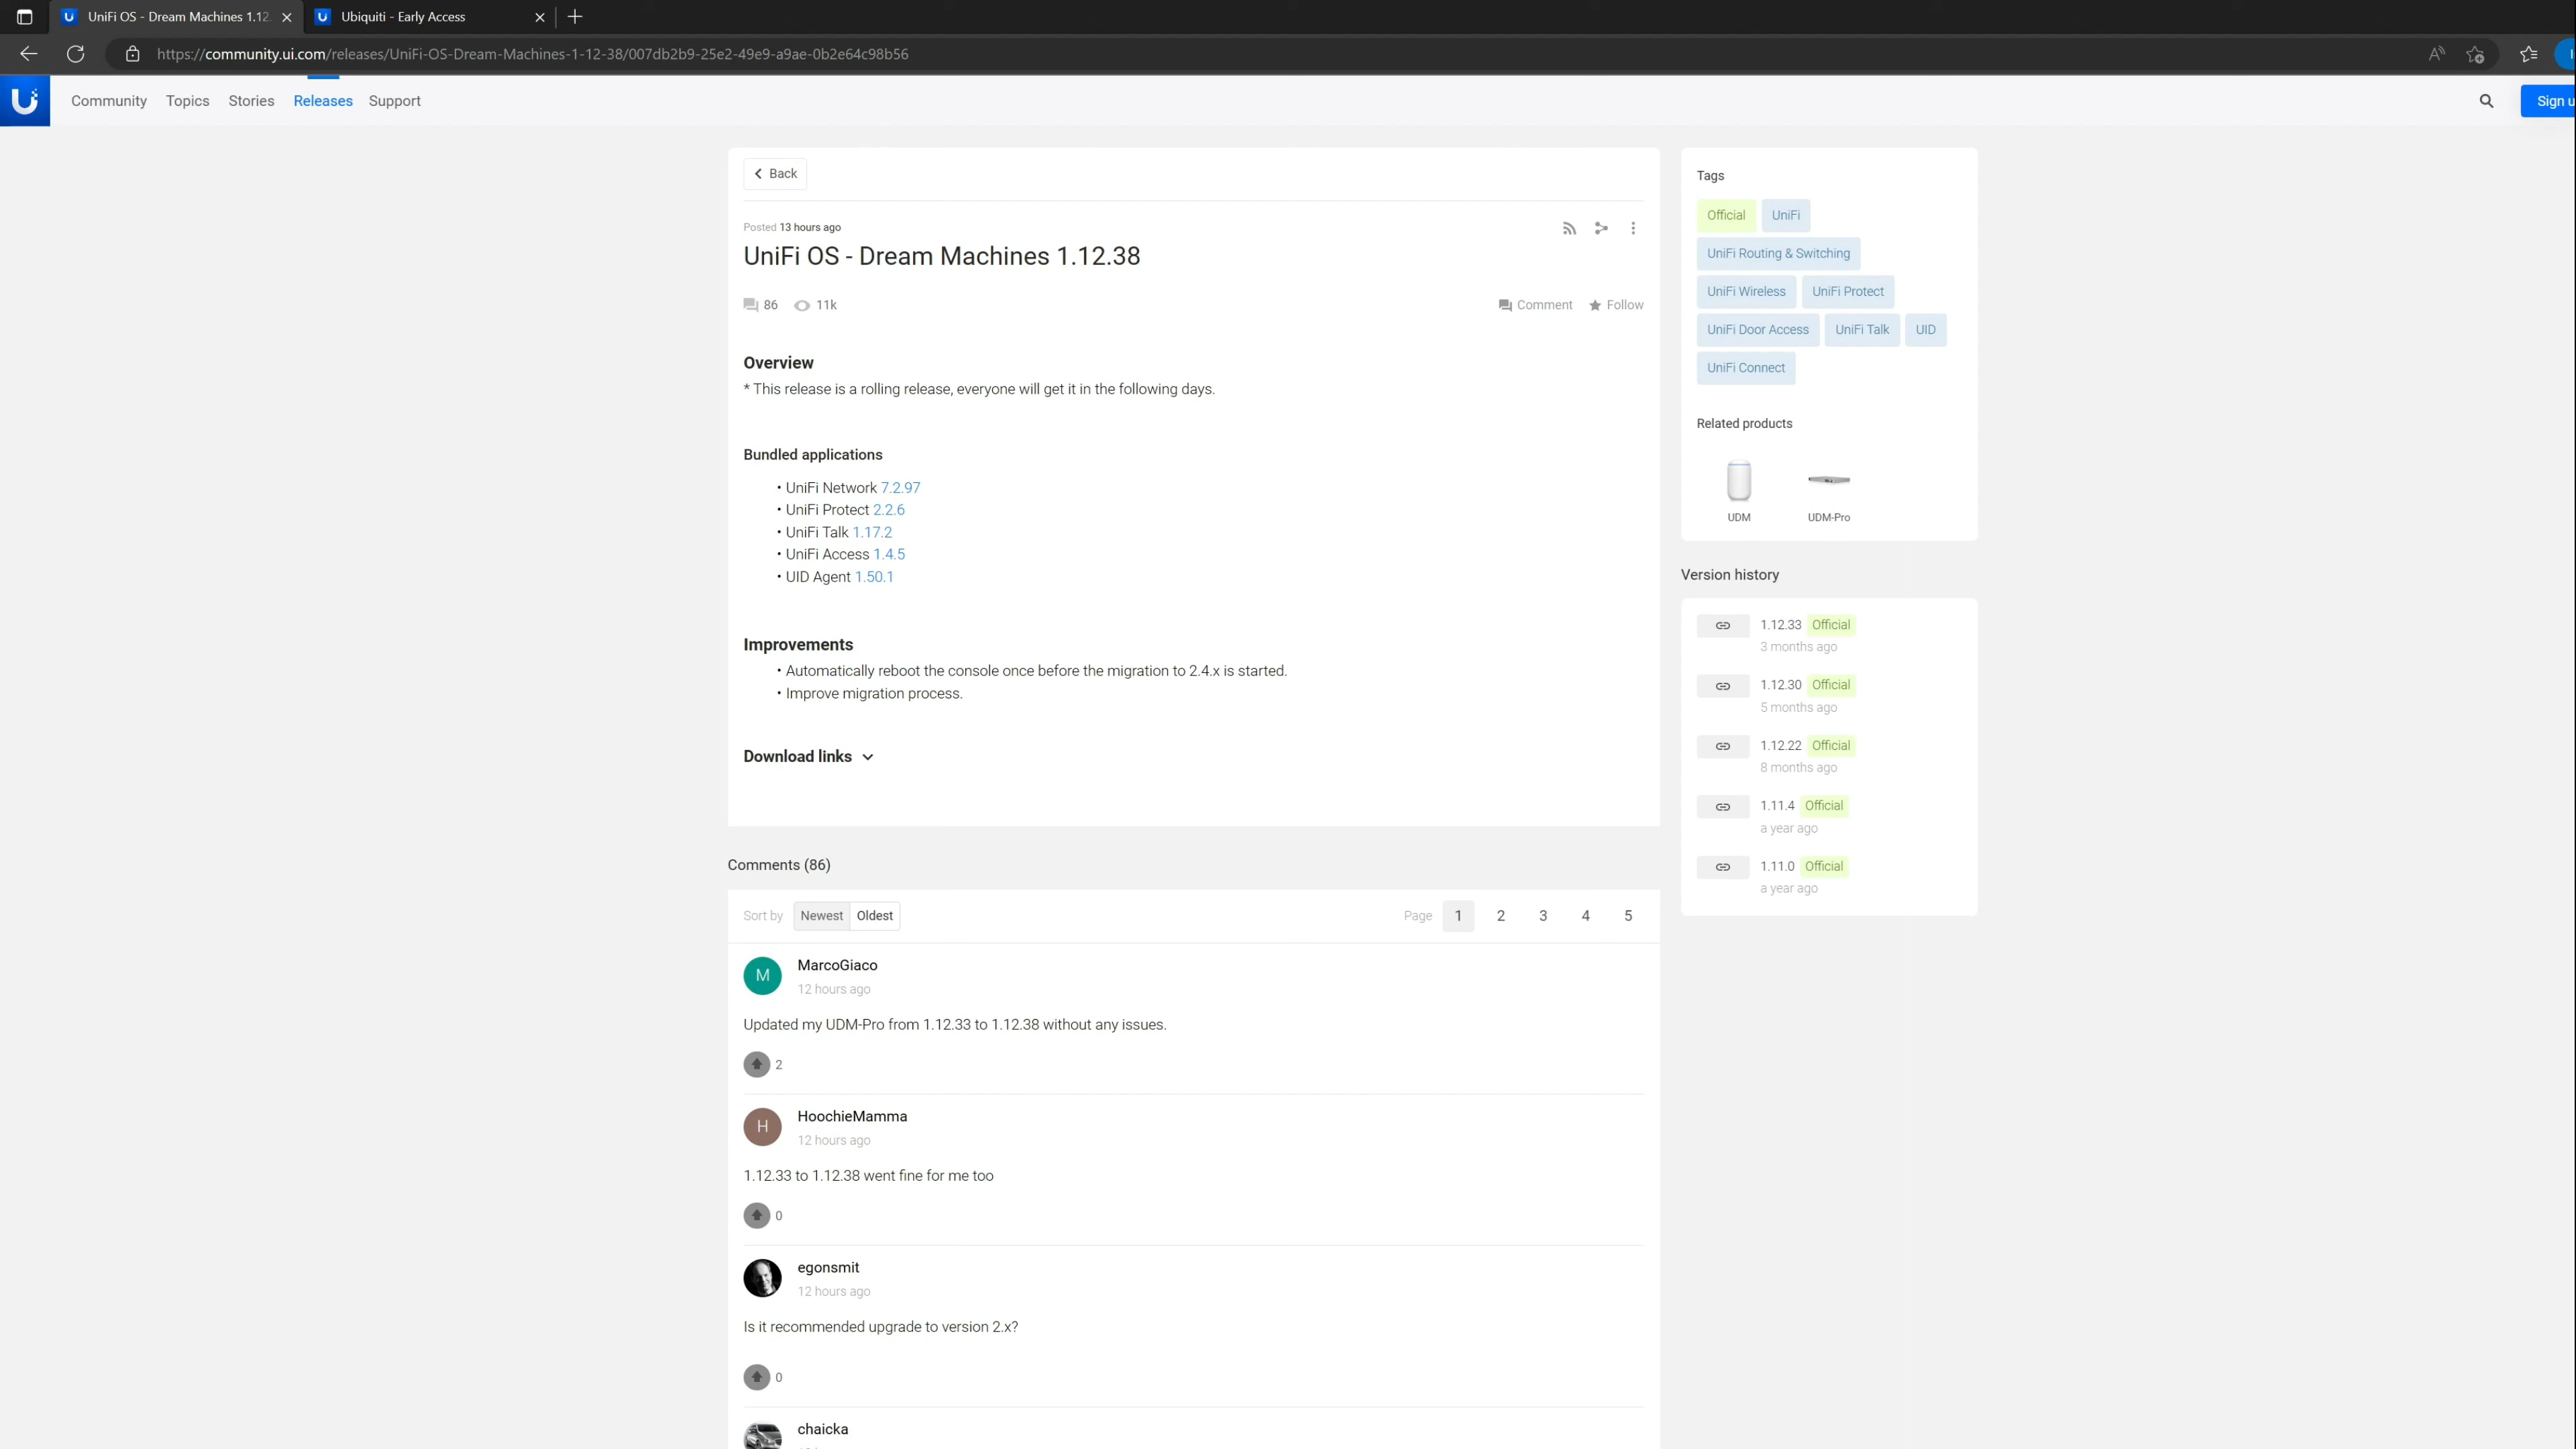 UniFi OS - Dream Machines 1.12.
Ubiquiti - Early Access
https://community.ui.com/releases/UniFi-OS-Dream-Machines-1-12-38/007db2b9-25e2-49e9-a9ae-0b2e64c98b56
Community Topics Stories Releases Support
Sign u
Back
Posted 13 hours ago
UniFi OS - Dream Machines 1.12.38
86 11k
Comment Follow
Overview
* This release is a rolling release, everyone will get it in the following days.
Bundled applications
• UniFi Network 7.2.97
• UniFi Protect 2.2.6
• UniFi Talk 1.17.2
• UniFi Access 1.4.5
• UID Agent 1.50.1
Improvements
• Automatically reboot the console once before the migration to 2.4.x is started.
• Improve migration process.
Download links
Comments (86)
Sort by Newest Oldest
Page 1 2 3 4 5
M
MarcoGiaco
12 hours ago
Updated my UDM-Pro from 1.12.33 to 1.12.38 without any issues.
2
H
HoochieMamma
12 hours ago
1.12.33 to 1.12.38 went fine for me too
0
egonsmit
12 hours ago
Is it recommended upgrade to version 2.x?
0
chaicka
Tags
Official UniFi
UniFi Routing & Switching
UniFi Wireless UniFi Protect
UniFi Door Access UniFi Talk UID
UniFi Connect
Related products
UDM UDM-Pro
Version history
1.12.33 Official
3 months ago
1.12.30 Official
5 months ago
1.12.22 Official
8 months ago
1.11.4 Official
a year ago
1.11.0 Official
a year ago